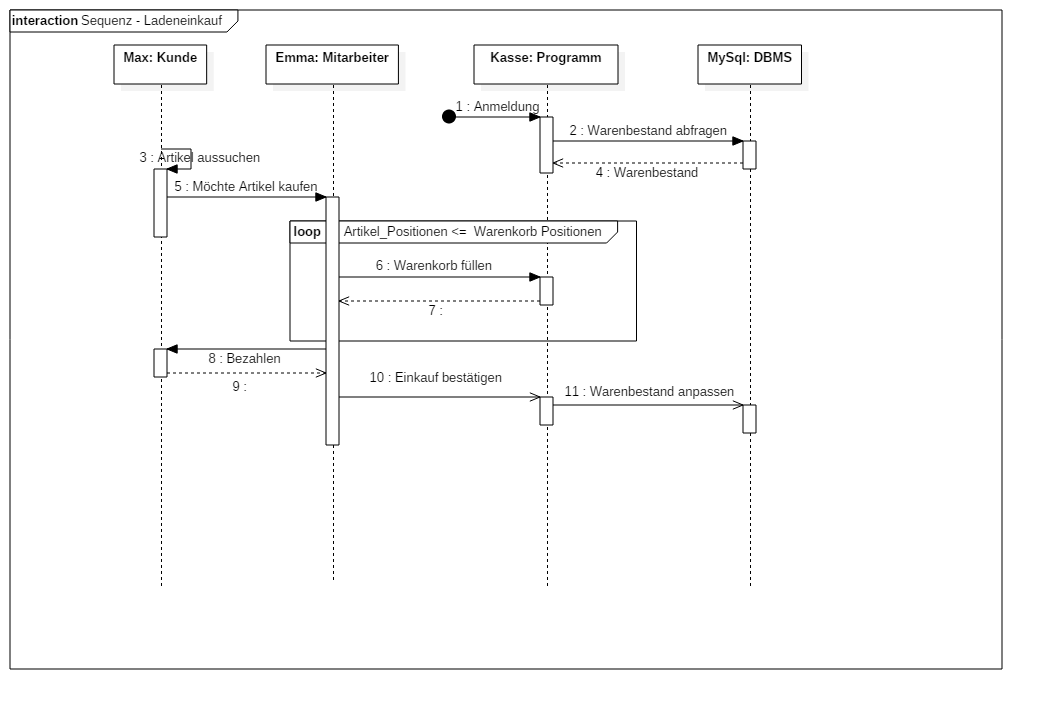 interaction Sequenz - Ladeneinkauf
Max: Kunde
Emma: Mitarbeiter
Kasse: Programm
MySql: DBMS
1 : Anmeldung
2 : Warenbestand abfragen
3 : Artikel aussuchen
4 : Warenbestand
5 : Möchte Artikel kaufen
loop Artikel_Positionen <= Warenkorb Positionen
6 : Warenkorb füllen
7 :
8 : Bezahlen
9 :
10 : Einkauf bestätigen
11 : Warenbestand anpassen